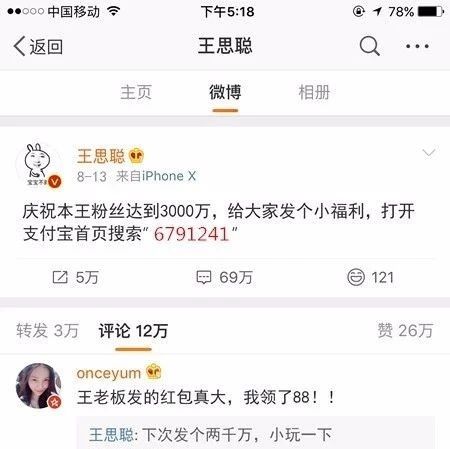 中国移动 下午5:18 78%
返回 王思聪
主页 微博 相册
王思聪
8-13 来自iPhone X
庆祝本王粉丝达到3000万，给大家发个小福利，打开
支付宝首页搜索“ 6791241”
5万 69万 121
转发 3万 评论 12万 赞 26万
onceyum
王老板发的红包真大，我领了88！！
王思聪: 下次发个两千万，小玩一下